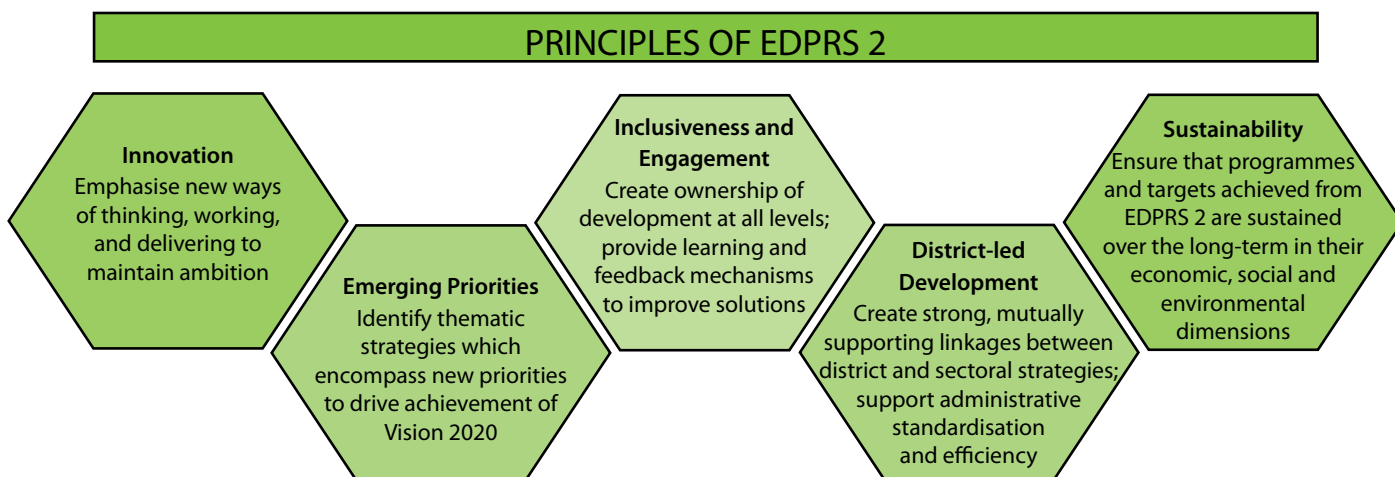 PRINCIPLES OF EDPRS 2
Innovation
Emphasise new ways
of thinking, working,
and delivering to
maintain ambition
Emerging Priorities
Identify thematic
strategies which
encompass new priorities
to drive achievement of
Vision 2020
Inclusiveness and
Engagement
Create ownership of
development at all levels;
provide learning and
feedback mechanisms
to improve solutions
District-led
Development
Create strong, mutually
supporting linkages between
district and sectoral strategies;
support administrative
standardisation
and efficiency
Sustainability
Ensure that programmes
and targets achieved from
EDPRS 2 are sustained
over the long-term in their
economic, social and
environmental
dimensions